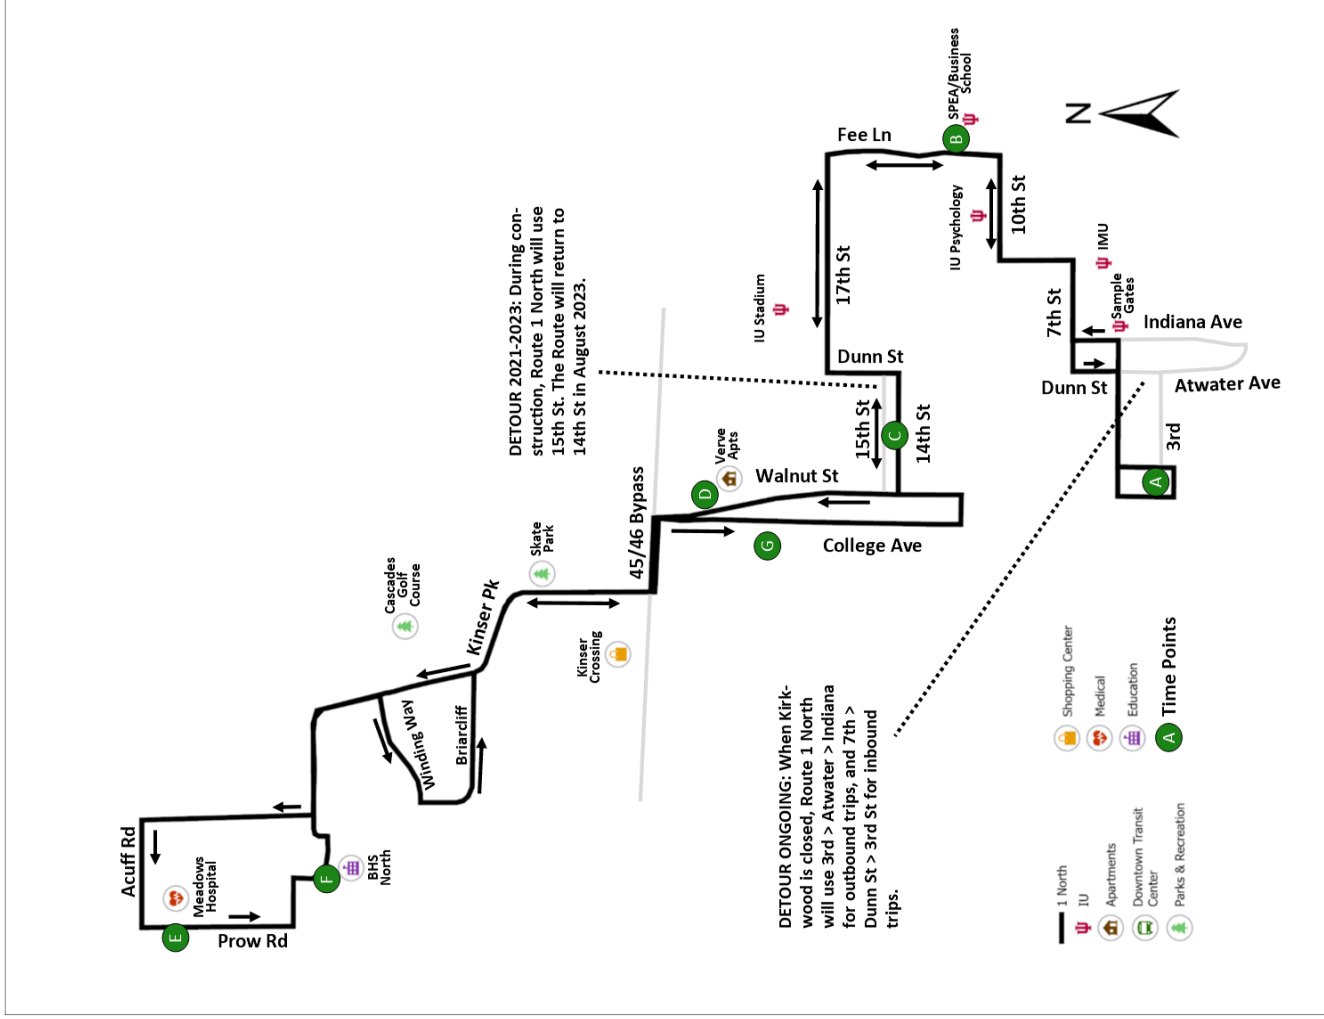 SPEA/Business
School
B
Fee Ln
N
IU Psychology
10th St
17th St
IMU
Sample
Gates
7th St
Indiana Ave
Dunn St
Atwater Ave
3rd
A
DETOUR 2021-2023: During con-
struction, Route 1 North will use
15th St. The Route will return to
14th St in August 2023.
IU Stadium
Dunn St
15th St
C
14th St
Verve
Apts
D
Walnut St
45/46 Bypass
G
College Ave
Skate
Park
Cascades
Golf
Course
Kinser Pk
Kinser
Crossing
Winding Way
Briarcliff
Acuff Rd
Meadows
Hospital
BHS
North
F
E
Prow Rd
DETOUR ONGOING: When Kirk-
wood is closed, Route 1 North
will use 3rd > Atwater > Indiana
for outbound trips, and 7th >
Dunn St > 3rd St for inbound
trips.
Shopping Center
Medical
Education
A Time Points
1 North
IU
Apartments
Downtown Transit
Center
Parks & Recreation